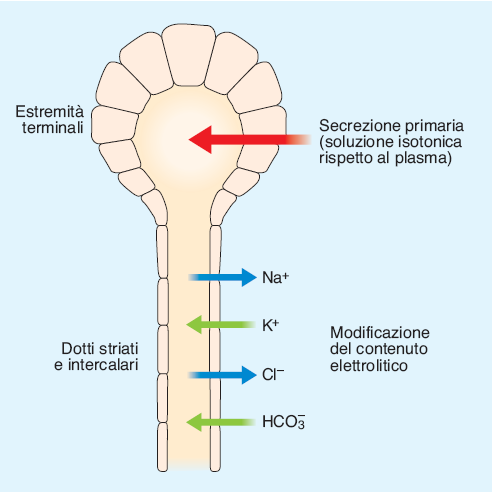 Estremità
terminali
Secrezione primaria
(soluzione isotonica
rispetto al plasma)
Na⁺
K⁺
Dotti striati
e intercalari
Modificazione
del contenuto
elettrolitico
Cl⁻
HCO₃⁻